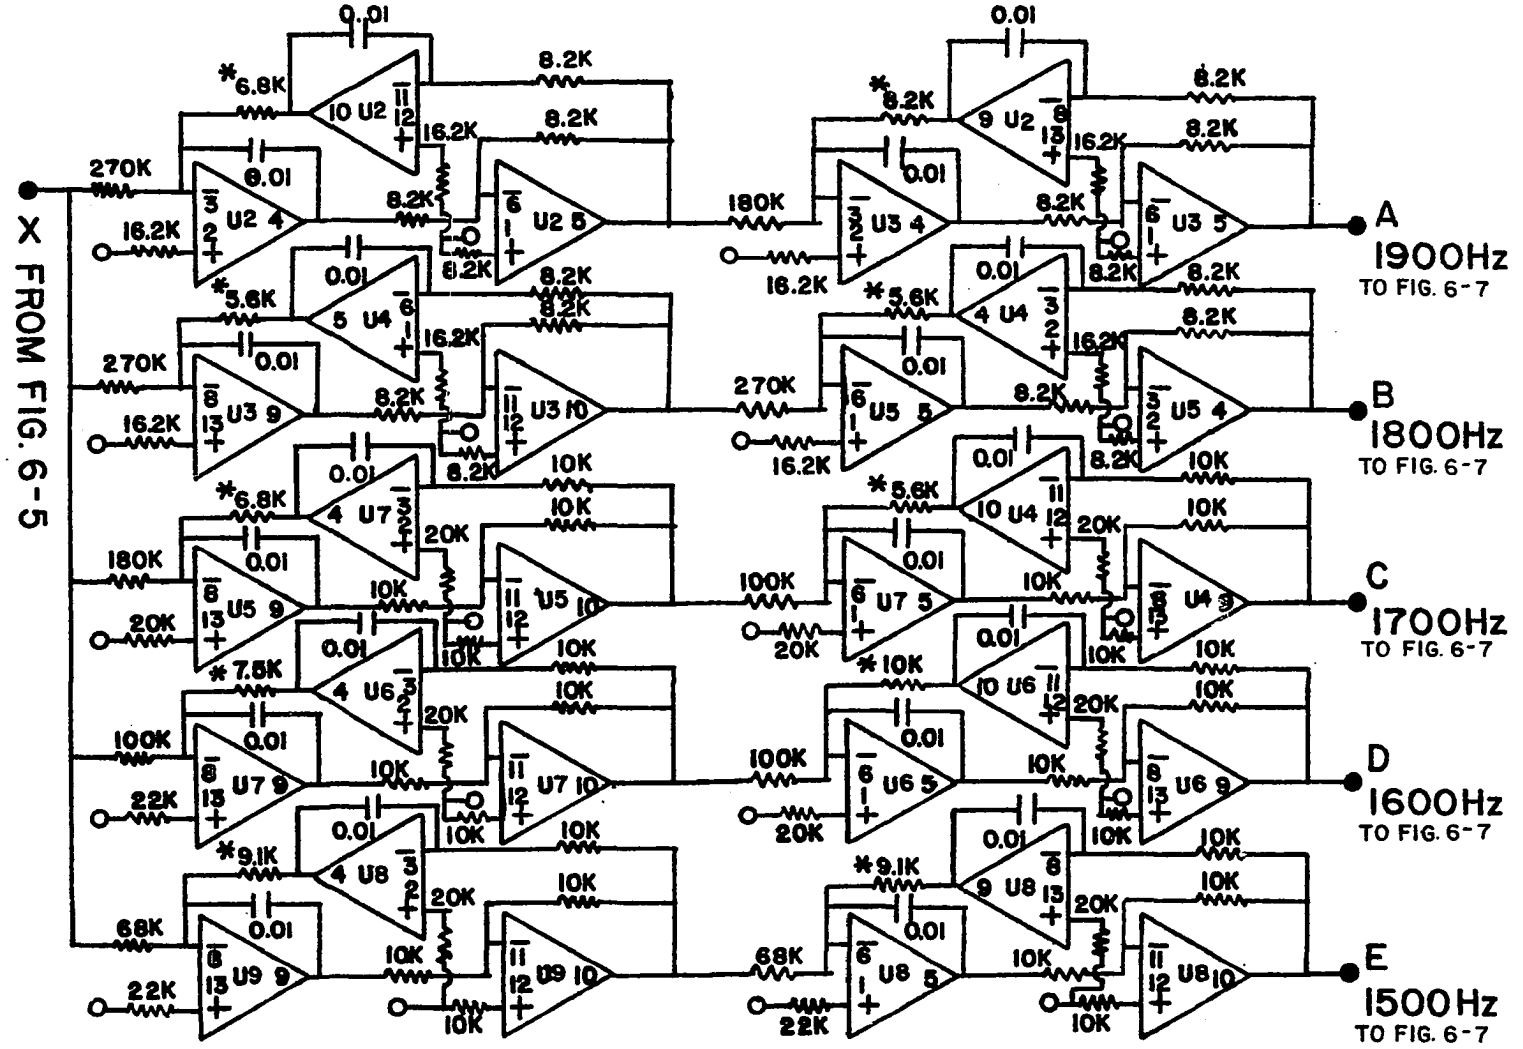 X FROM FIG. 6-5
0.01
*6.8K
10 U2 11 12 +
8.2K
8.2K
16.2K
270K
0.01
3 2 + U2 4
16.2K
8.2K
8.2K
6 1 + U2 5
0.01
*8.2K
9 U2 8 13 +
8.2K
8.2K
16.2K
180K
0.01
3 2 + U3 4
16.2K
8.2K
8.2K
6 1 + U3 5
A
1900Hz
TO FIG. 6-7
0.01
*5.6K
5 U4 6 1 +
8.2K
8.2K
16.2K
270K
0.01
8 13 + U3 9
16.2K
8.2K
8.2K
11 12 + U3 10
0.01
*5.6K
4 U4 3 2 +
8.2K
8.2K
16.2K
270K
0.01
6 1 + U5 5
16.2K
8.2K
8.2K
3 2 + U5 4
B
1800Hz
TO FIG. 6-7
0.01
*6.8K
4 U7 3 2 +
10K
10K
20K
180K
0.01
8 13 + U5 9
20K
10K
10K
11 12 + U5 10
0.01
*5.6K
10 U4 11 12 +
10K
10K
20K
100K
0.01
6 1 + U7 5
20K
10K
10K
U4
C
1700Hz
TO FIG. 6-7
0.01
*7.5K
4 U6 3 2 +
10K
10K
20K
100K
0.01
8 13 + U7 9
22K
10K
10K
11 12 + U7 10
0.01
*10K
10 U6 11 12 +
10K
10K
20K
100K
0.01
6 1 + U6 5
20K
10K
10K
8 13 + U6 9
D
1600Hz
TO FIG. 6-7
0.01
*9.1K
4 U8 3 2 +
10K
10K
20K
68K
0.01
8 13 + U9 9
22K
10K
10K
11 12 + U9 10
0.01
*9.1K
9 U8 8 13 +
10K
10K
20K
68K
0.01
6 1 + U8 5
22K
10K
10K
11 12 + U8 10
E
1500Hz
TO FIG. 6-7